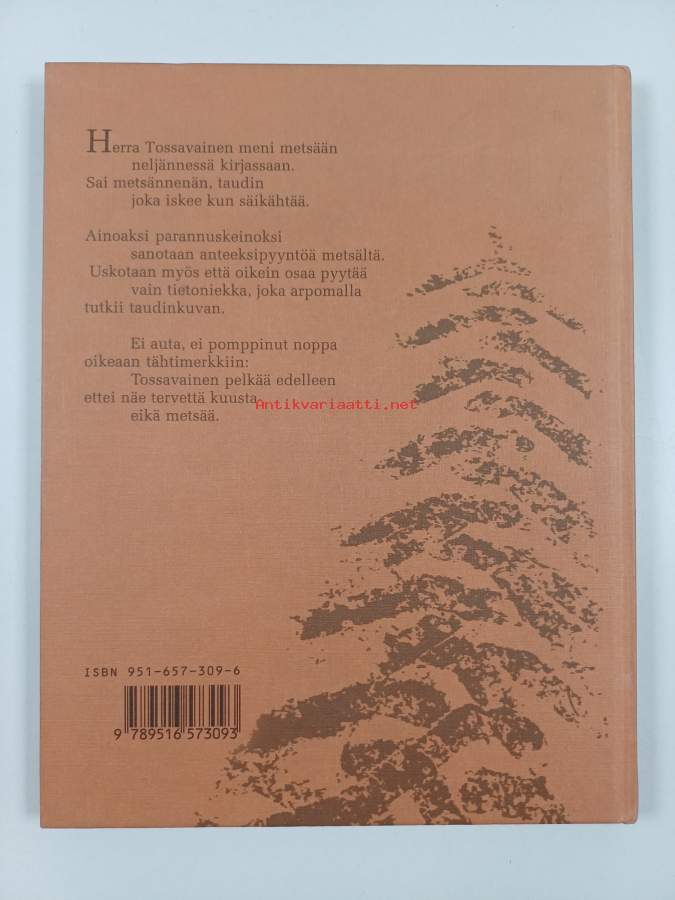 Herra Tossavainen meni metsään
neljännessä kirjassaan.
Sai metsännenän, taudin
joka iskee kun säikähtää.
Ainoaksi parannuskeinoksi
sanotaan anteeksipyyntöä metsältä.
Uskotaan myös että oikein osaa pyytää
vain tietoniekka, joka arpomalla
tutkii taudinkuvan.
Ei auta, ei pomppinut noppa
oikeaan tähtimerkkiin:
Tossavainen pelkää edelleen
ettei näe tervettä kuusta
Antikvariaatti.net
eikä metsää.
ISBN 951-657-309-6
9 789516 573093